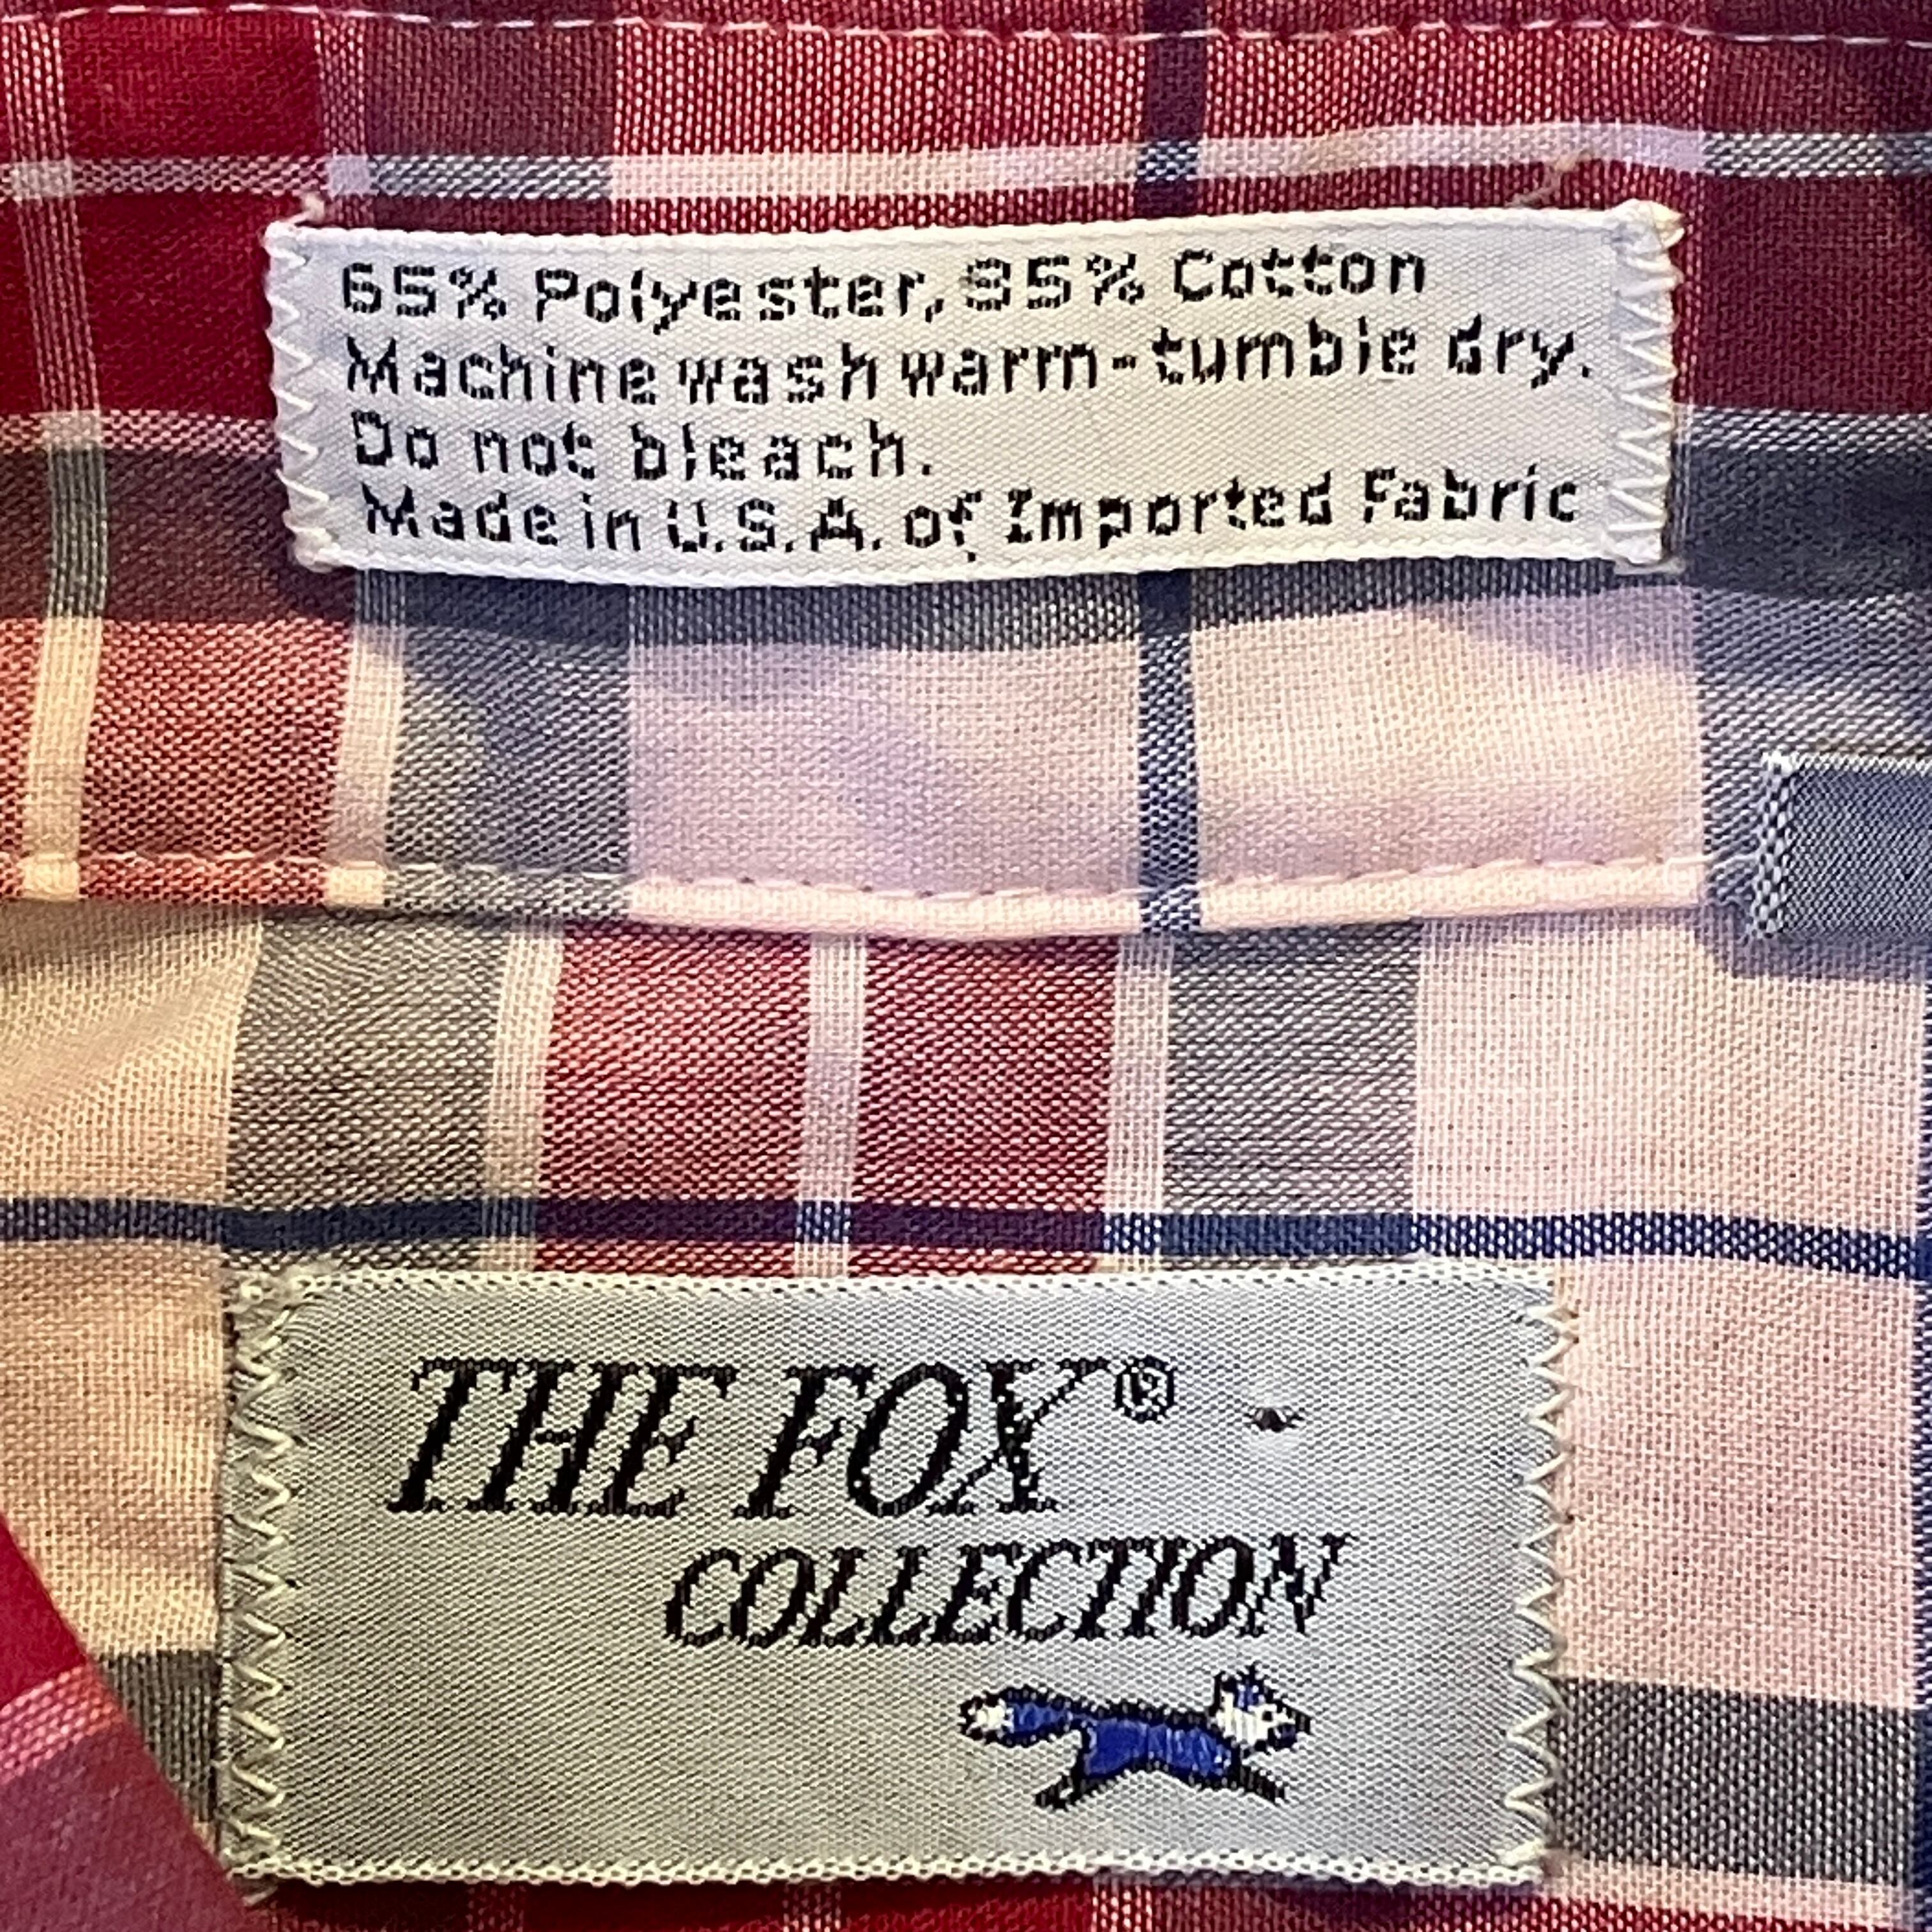 65% Polyester, 35% Cotton
Machine wash warm-tumble dry.
Do not bleach.
Made in U.S.A. of Imported Fabric
THE FOX®
COLLECTION